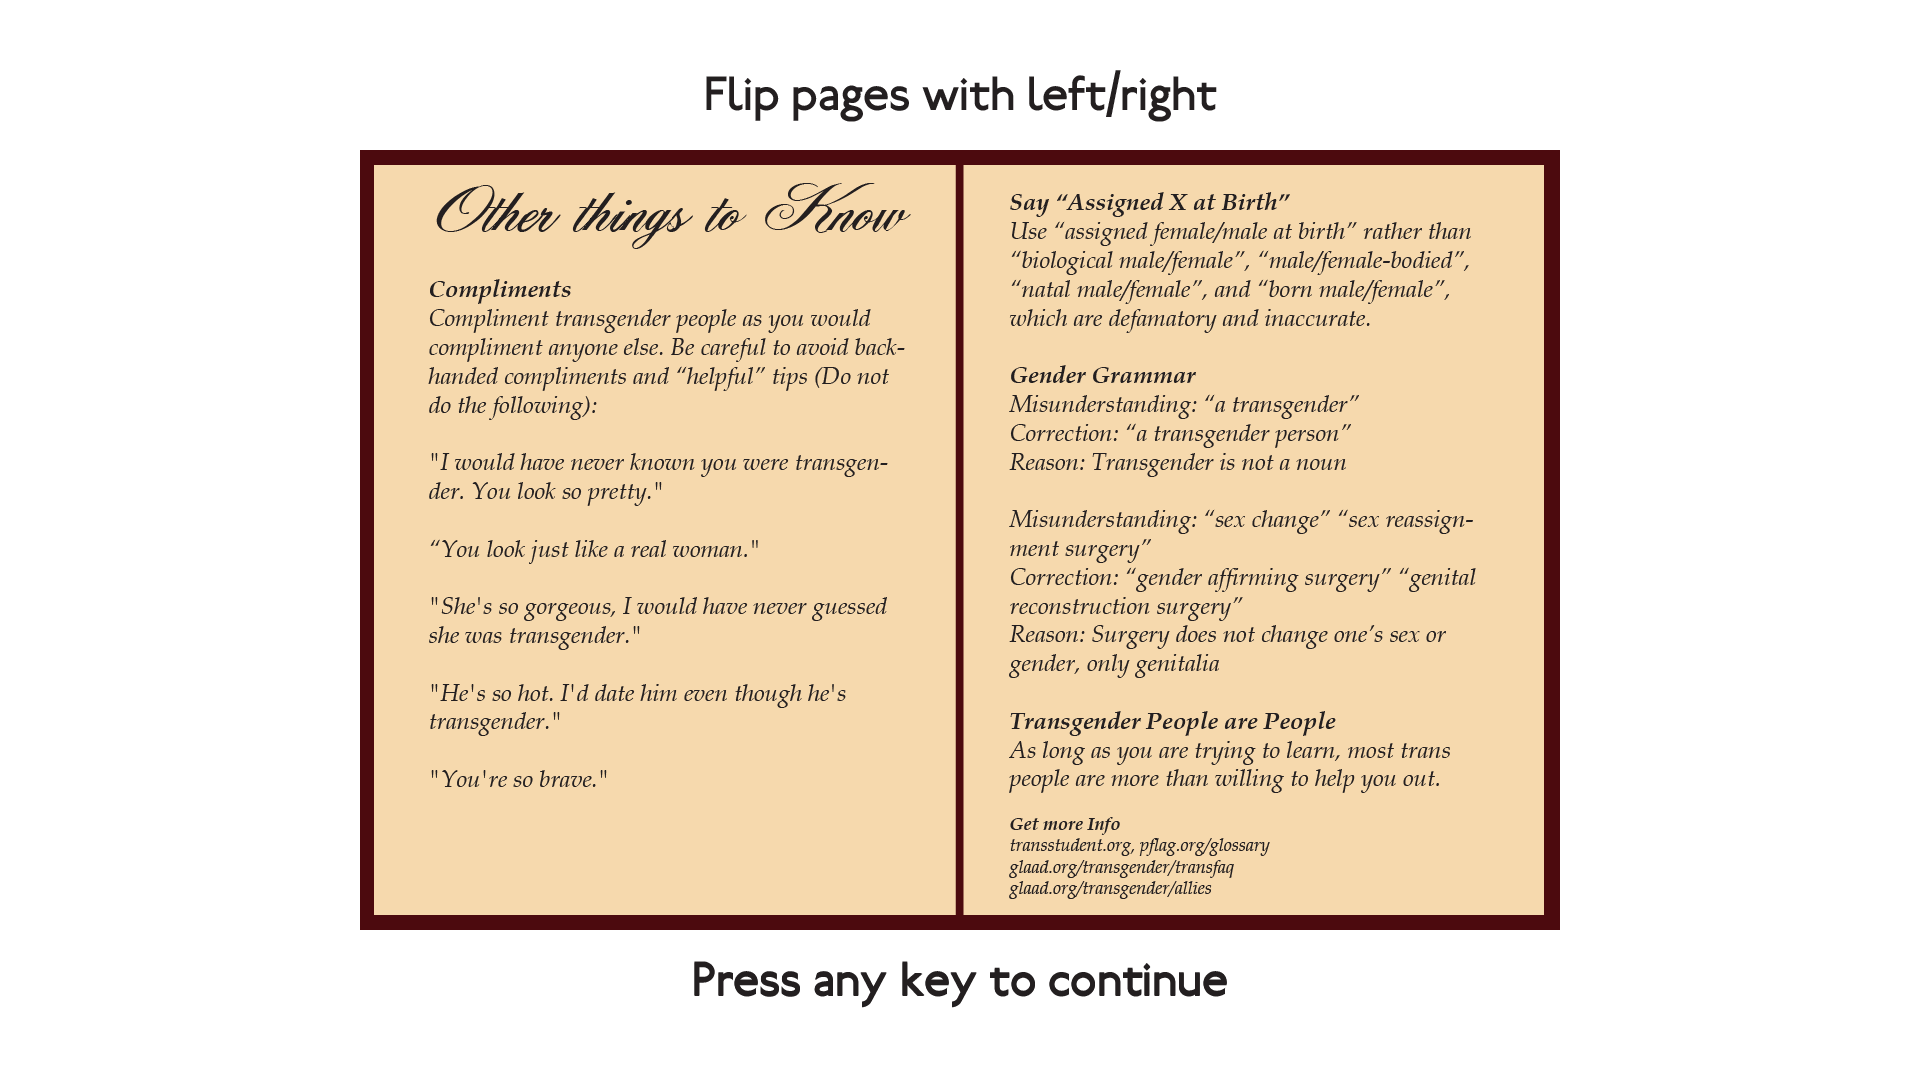 Flip pages with left/right
Other things to Know
Compliments
Compliment transgender people as you would
compliment anyone else. Be careful to avoid back-
handed compliments and “helpful” tips (Do not
do the following):
"I would have never known you were transgen-
der. You look so pretty."
“You look just like a real woman."
"She's so gorgeous, I would have never guessed
she was transgender."
"He's so hot. I'd date him even though he's
transgender."
"You're so brave."
Say “Assigned X at Birth”
Use “assigned female/male at birth” rather than
“biological male/female”, “male/female-bodied”,
“natal male/female”, and “born male/female”,
which are defamatory and inaccurate.
Gender Grammar
Misunderstanding: “a transgender”
Correction: “a transgender person”
Reason: Transgender is not a noun
Misunderstanding: “sex change” “sex reassign-
ment surgery”
Correction: “gender affirming surgery” “genital
reconstruction surgery”
Reason: Surgery does not change one’s sex or
gender, only genitalia
Transgender People are People
As long as you are trying to learn, most trans
people are more than willing to help you out.
Get more Info
transstudent.org, pflag.org/glossary
glaad.org/transgender/transfaq
glaad.org/transgender/allies
Press any key to continue